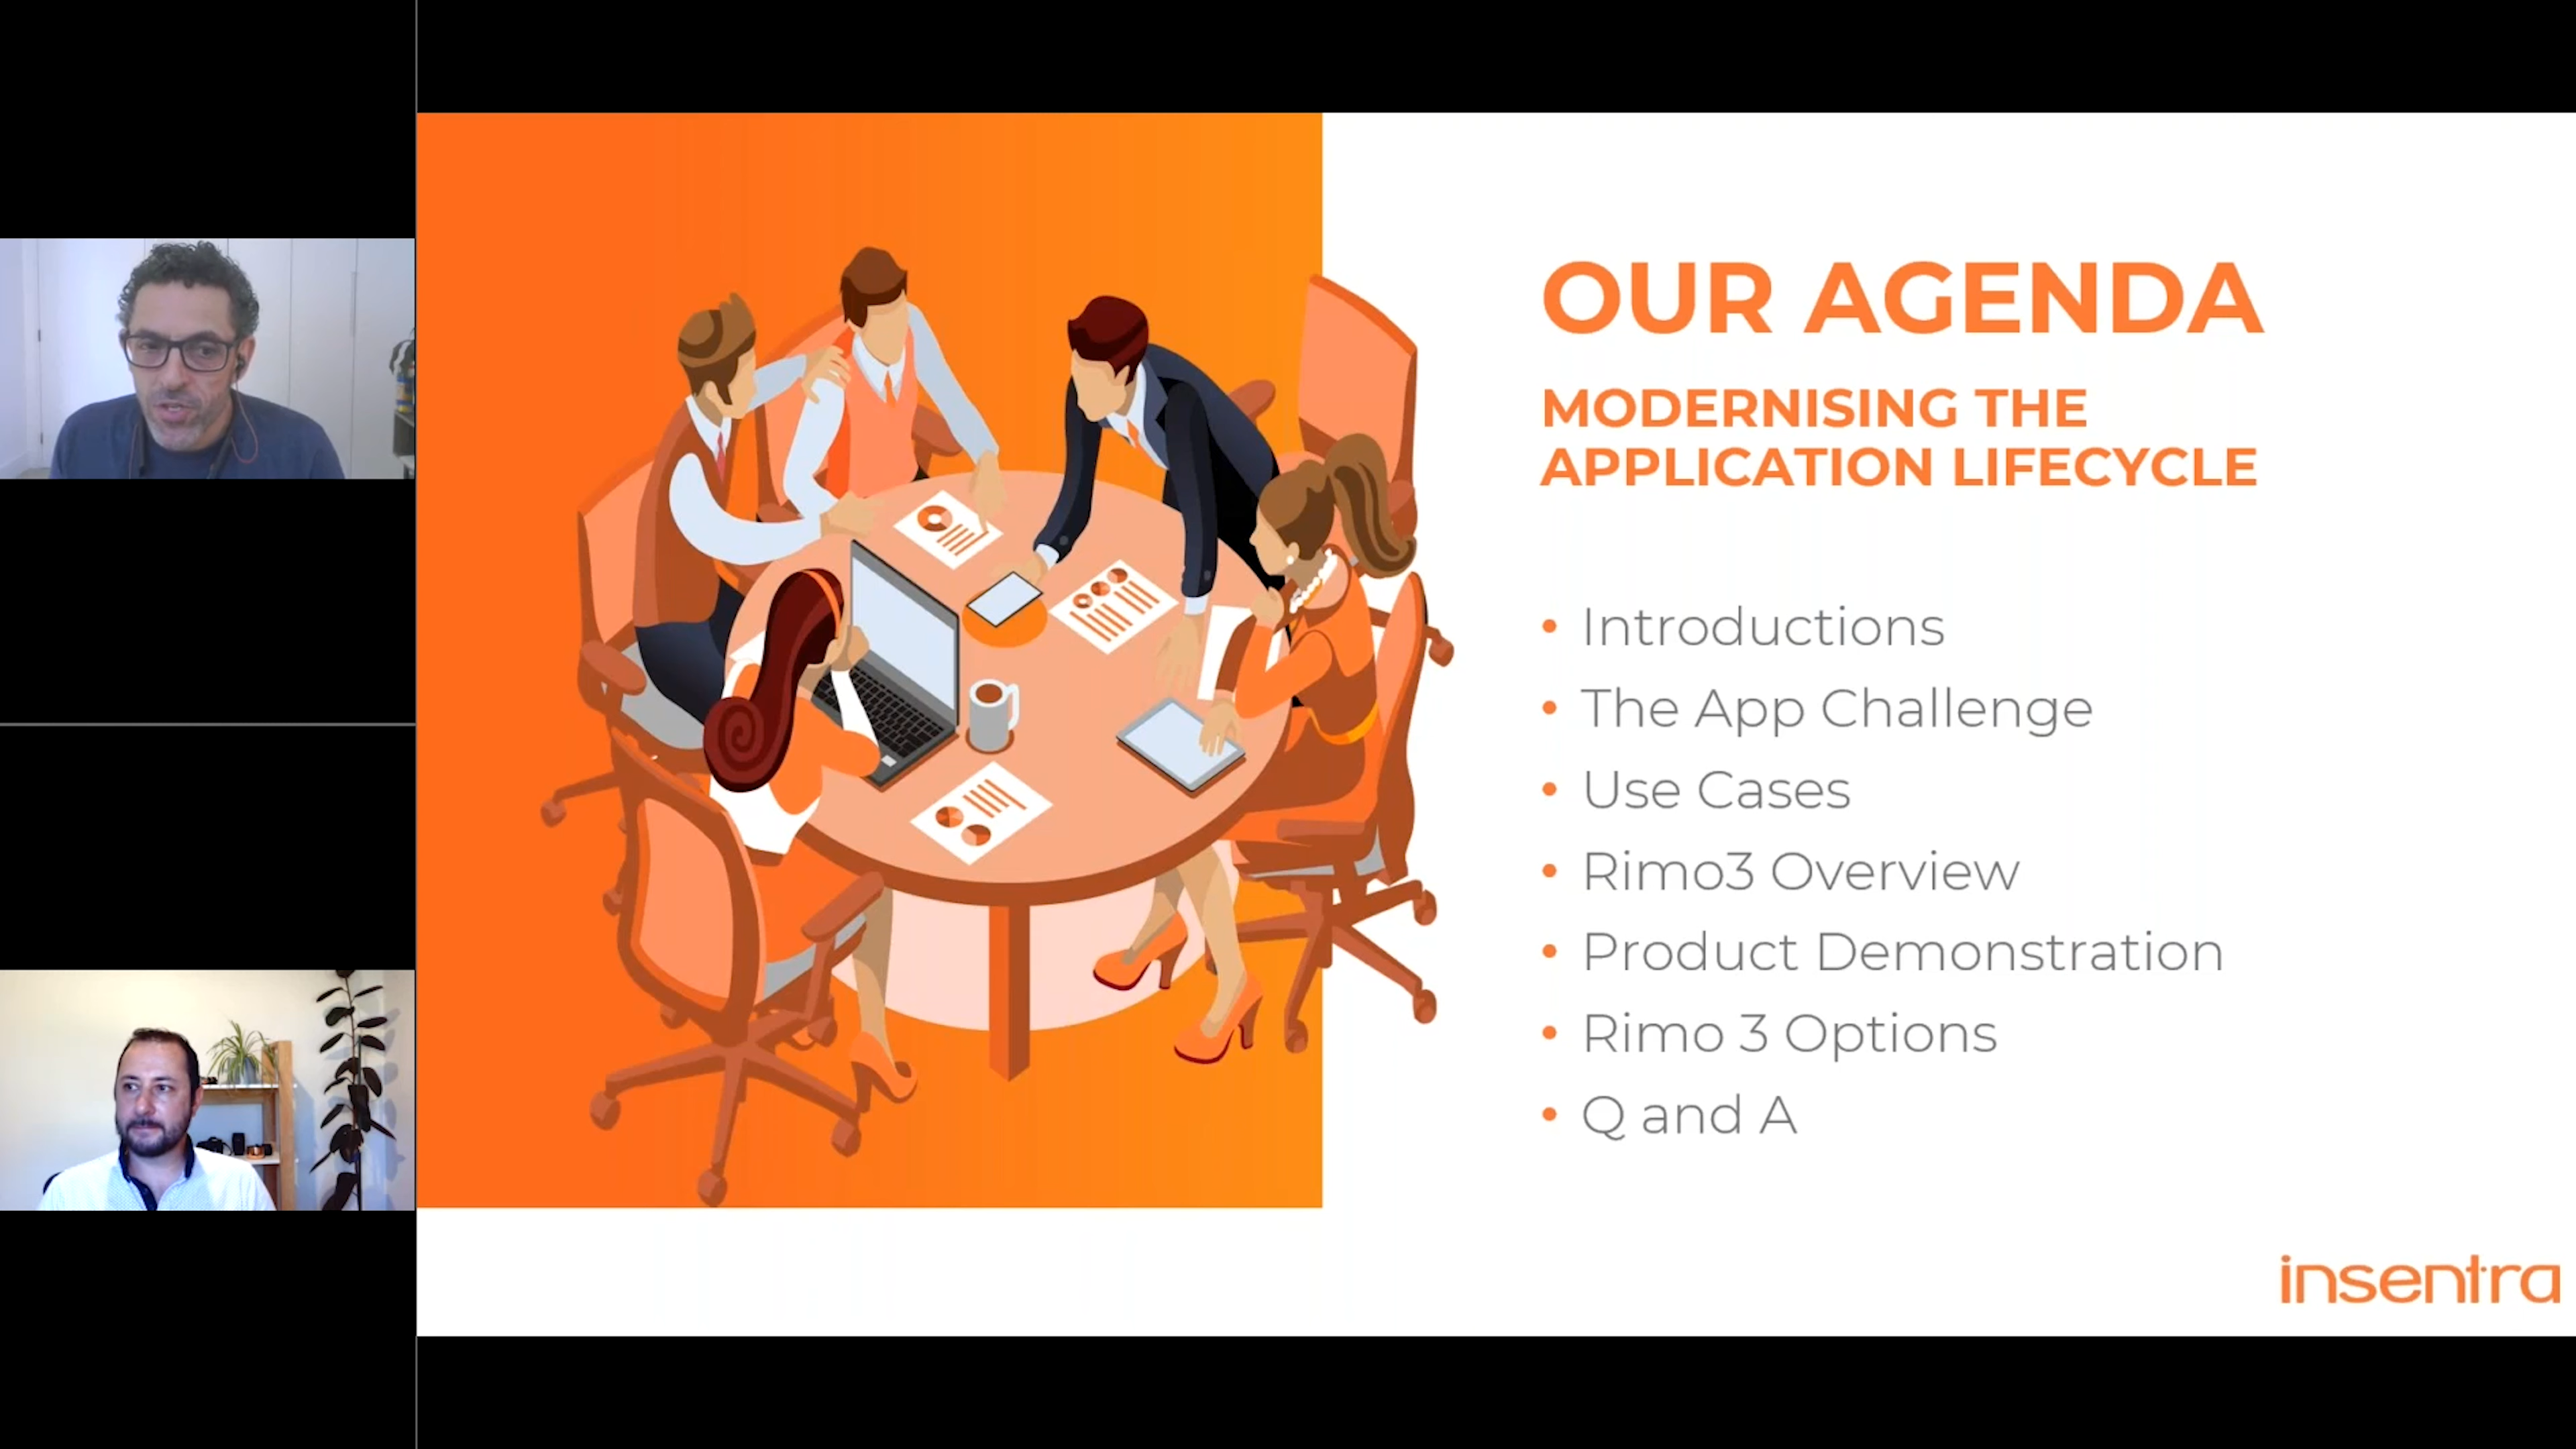 OUR AGENDA
MODERNISING THE
APPLICATION LIFECYCLE
• Introductions
• The App Challenge
• Use Cases
• Rimo3 Overview
• Product Demonstration
• Rimo 3 Options
• Q and A
insentra